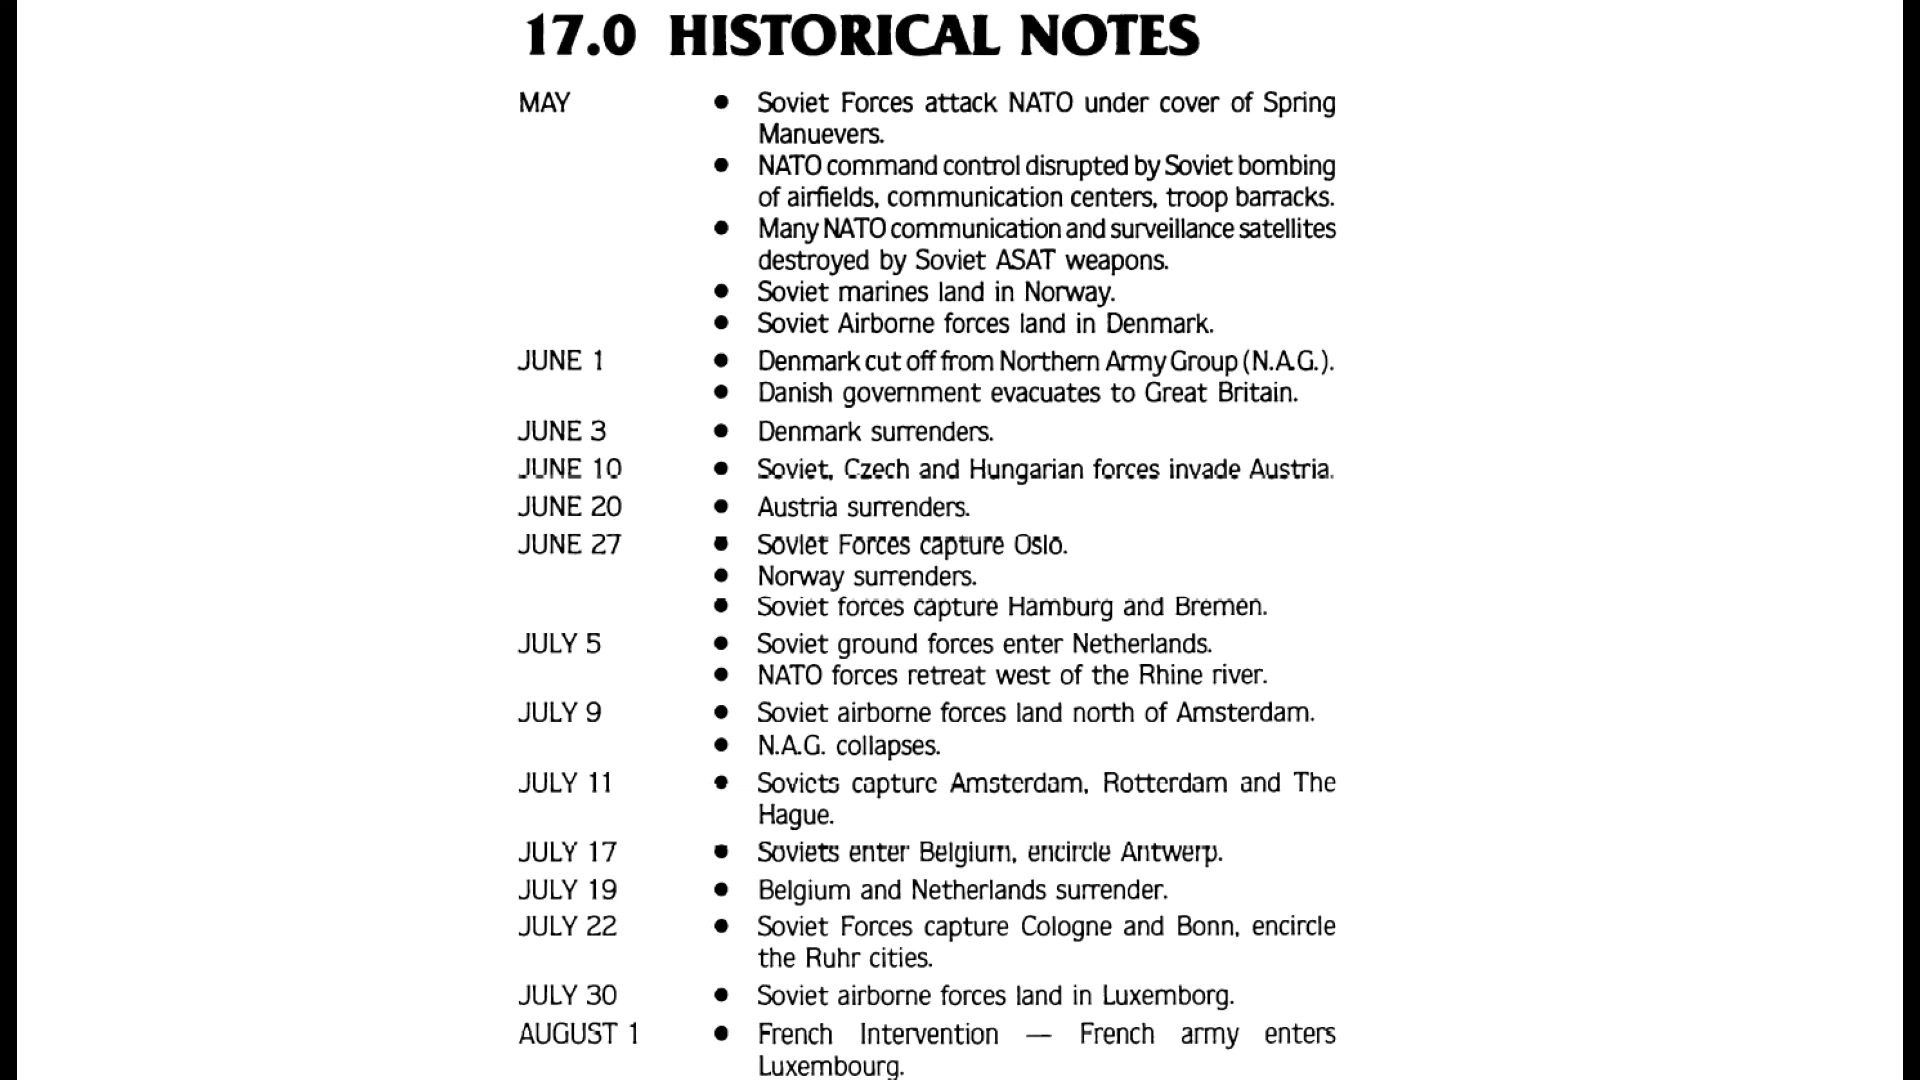 17.0 HISTORICAL NOTES
MAY • Soviet Forces attack NATO under cover of Spring
Manuevers.
• NATO command control disrupted by Soviet bombing
of airfields, communication centers, troop barracks.
• Many NATO communication and surveillance satellites
destroyed by Soviet ASAT weapons.
• Soviet marines land in Norway.
• Soviet Airborne forces land in Denmark.
JUNE 1 • Denmark cut off from Northern Army Group (N.A.G.).
• Danish government evacuates to Great Britain.
JUNE 3 • Denmark surrenders.
JUNE 10 • Soviet, Czech and Hungarian forces invade Austria.
JUNE 20 • Austria surrenders.
JUNE 27 • Soviet Forces capture Oslo.
• Norway surrenders.
• Soviet forces capture Hamburg and Bremen.
JULY 5 • Soviet ground forces enter Netherlands.
• NATO forces retreat west of the Rhine river.
JULY 9 • Soviet airborne forces land north of Amsterdam.
• N.A.G. collapses.
JULY 11 • Soviets capture Amsterdam, Rotterdam and The
Hague.
JULY 17 • Soviets enter Belgium, encircle Antwerp.
JULY 19 • Belgium and Netherlands surrender.
JULY 22 • Soviet Forces capture Cologne and Bonn, encircle
the Ruhr cities.
JULY 30 • Soviet airborne forces land in Luxemborg.
AUGUST 1 • French Intervention — French army enters
Luxembourg.